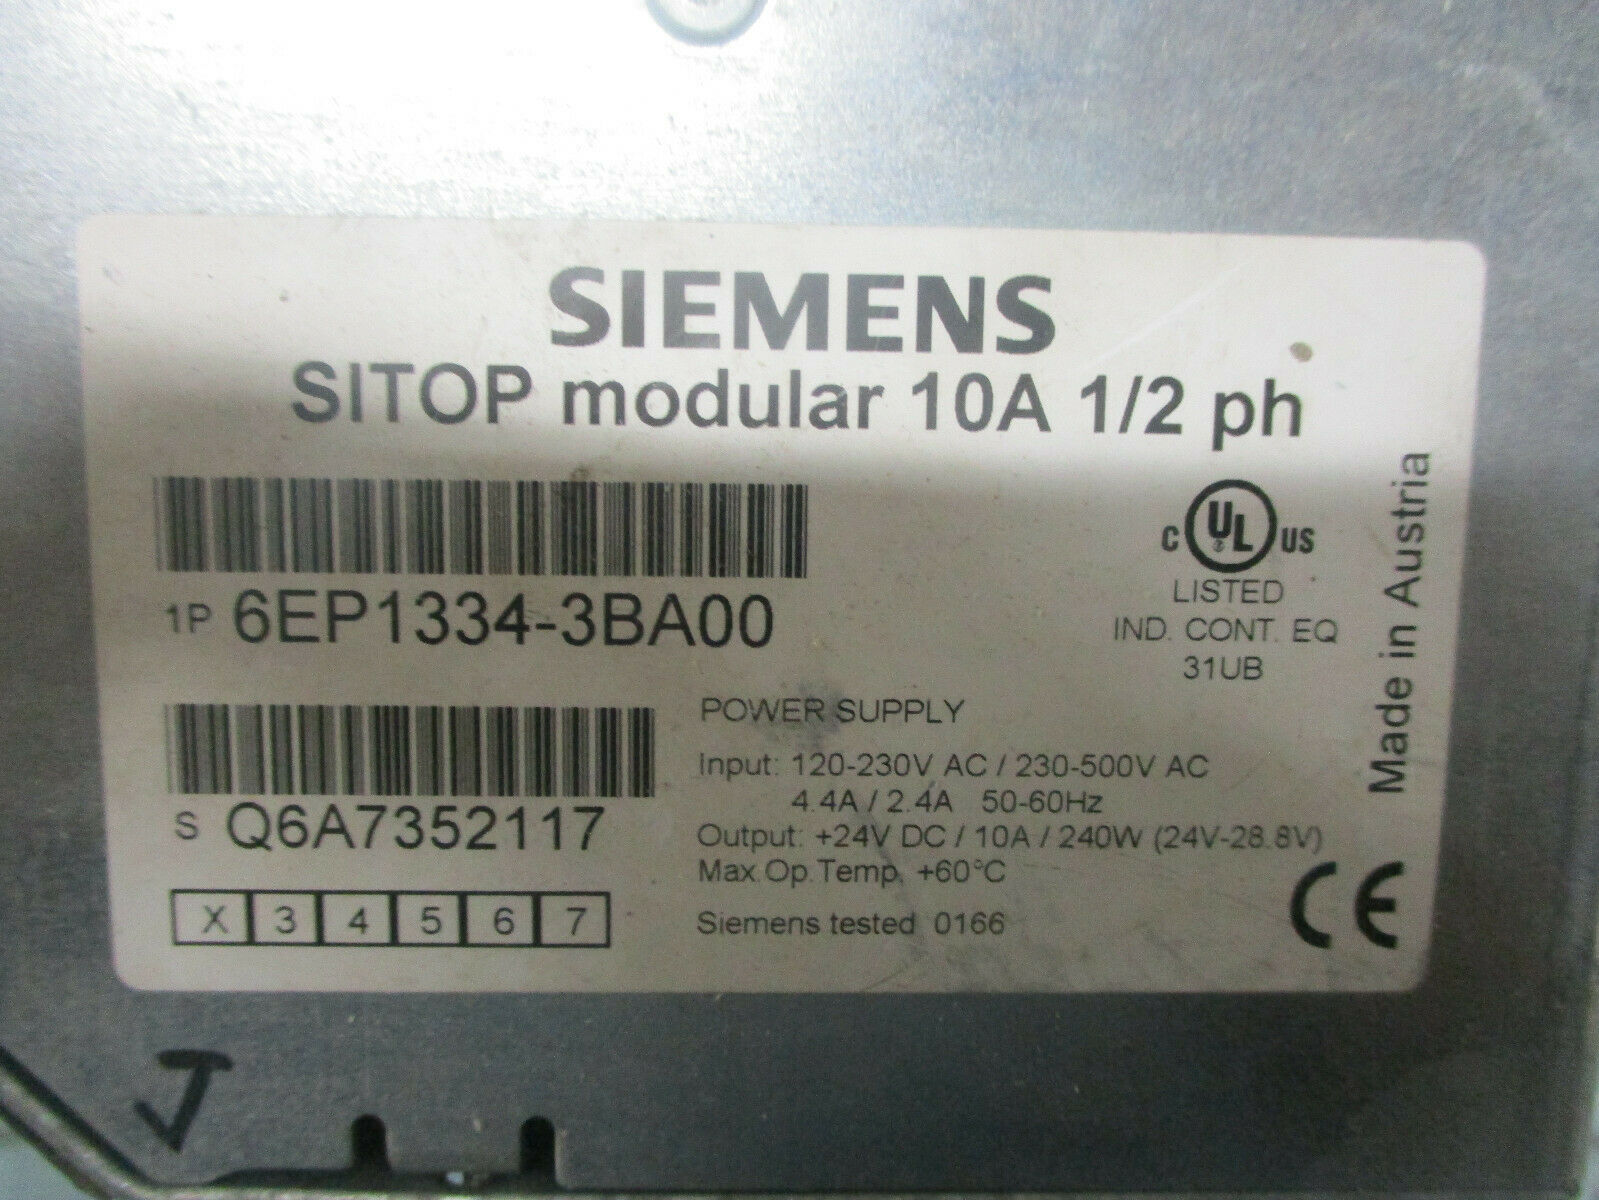 SIEMENS
SITOP modular 10A 1/2 ph
1P 6EP1334-3BA00
C UL US
LISTED
IND. CONT. EQ
31UB
Made in Austria
S Q6A7352117
X 3 4 5 6 7
POWER SUPPLY
Input: 120-230V AC / 230-500V AC
4.4A / 2.4A 50-60Hz
Output: +24V DC / 10A / 240W (24V-28.8V)
Max.Op.Temp. +60°C
Siemens tested 0166
CE
J